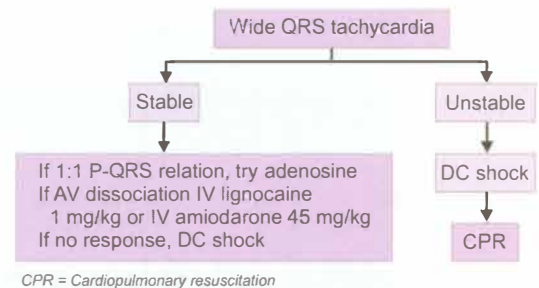 Wide QRS tachycardia
Stable
Unstable
If 1:1 P-QRS relation, try adenosine
If AV dissociation IV lignocaine
1 mg/kg or IV amiodarone 45 mg/kg
If no response, DC shock
DC shock
CPR
CPR = Cardiopulmonary resuscitation